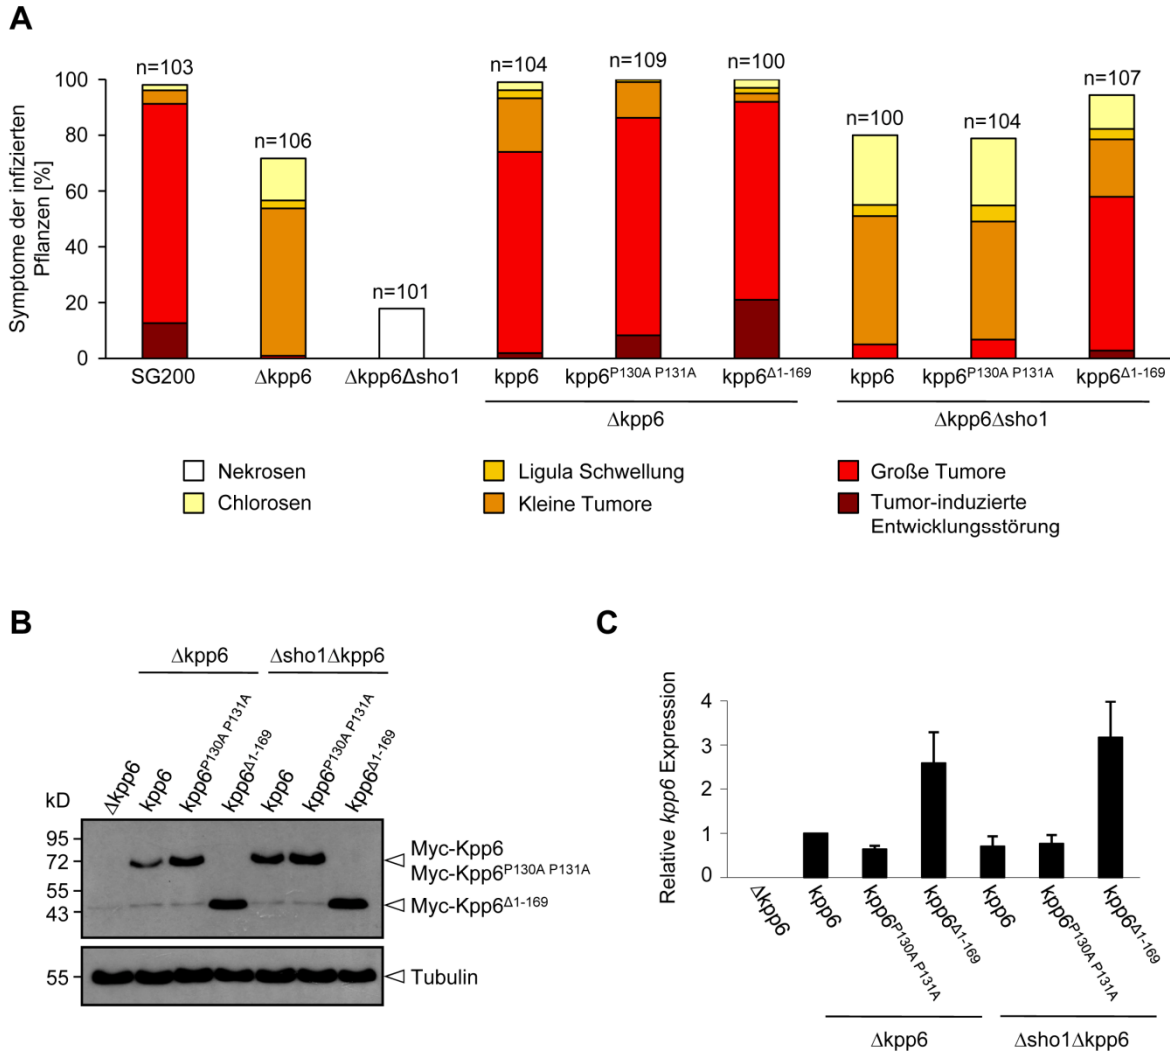 A
Symptome der infizierten
Pflanzen [%]
100
80
60
40
20
0
n=103
n=106
n=101
n=104
n=109
n=100
n=100
n=104
n=107
SG200
Δkpp6
Δkpp6Δsho1
kpp6
kpp6P130A P131A
kpp6Δ1-169
kpp6
kpp6P130A P131A
kpp6Δ1-169
Δkpp6
Δkpp6Δsho1
Nekrosen
Chlorosen
Ligula Schwellung
Kleine Tumore
Große Tumore
Tumor-induzierte
Entwicklungsstörung
B
Δkpp6
Δsho1Δkpp6
Δkpp6
kpp6
kpp6P130A P131A
kpp6Δ1-169
kpp6
kpp6P130A P131A
kpp6Δ1-169
kD
95
72
55
43
Myc-Kpp6
Myc-Kpp6P130A P131A
Myc-Kpp6Δ1-169
55
Tubulin
C
Relative kpp6 Expression
4
3
2
1
0
Δkpp6
kpp6
kpp6P130A P131A
kpp6Δ1-169
kpp6
kpp6P130A P131A
kpp6Δ1-169
Δkpp6
Δsho1Δkpp6